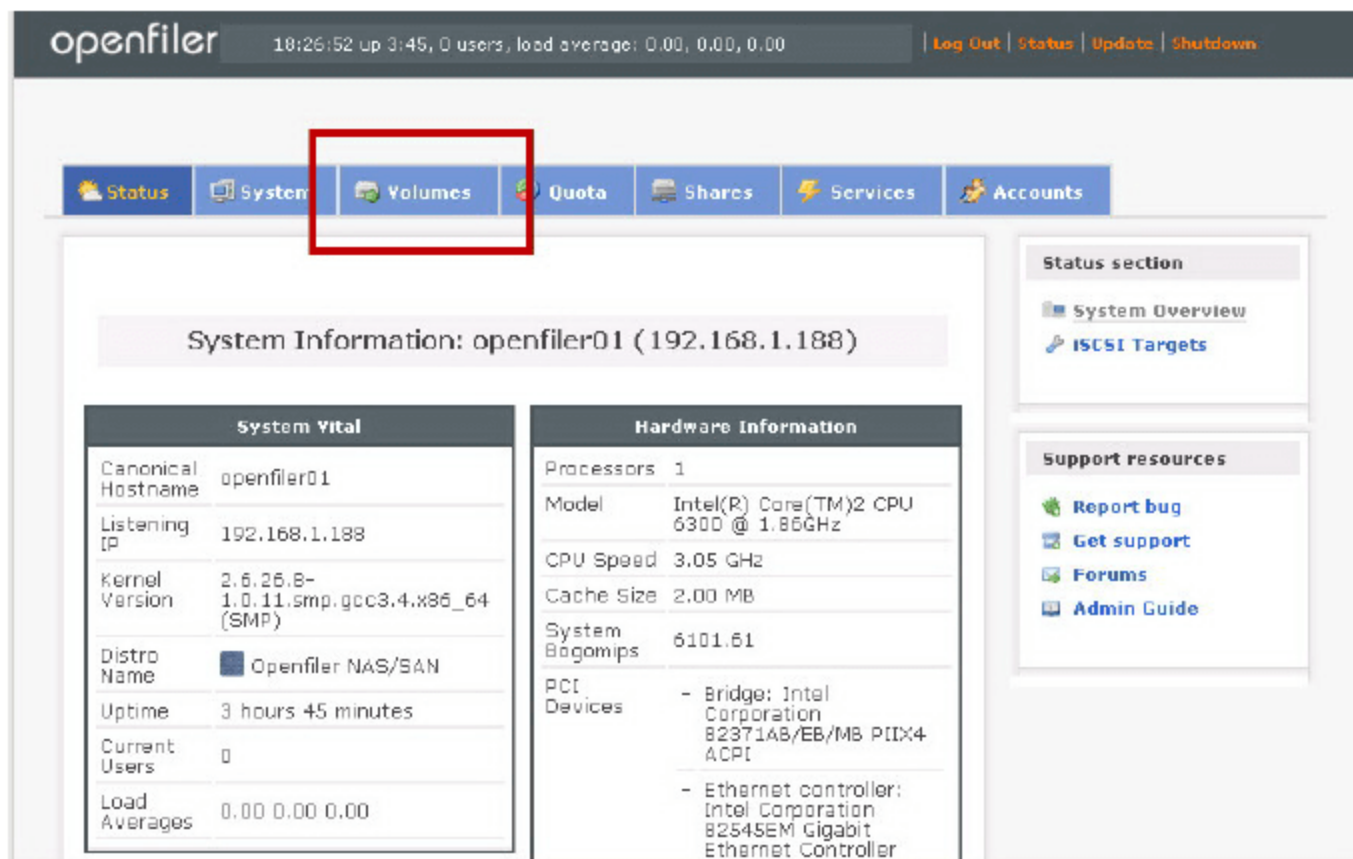 openfiler
18:26:52 up 3:45, 0 users, load average: 0.00, 0.00, 0.00
| Log Out | Status | Update | Shutdown
Status
System
Volumes
Quota
Shares
Services
Accounts
System Information: openfiler01 (192.168.1.188)
System Vital
Canonical
Hostname
openfiler01
Listening
IP
192.168.1.188
Kernel
Version
2.6.26.8-
1.0.11.smp.gcc3.4.x86_64
(SMP)
Distro
Name
Openfiler NAS/SAN
Uptime
3 hours 45 minutes
Current
Users
0
Load
Averages
0.00 0.00 0.00
Hardware Information
Processors
1
Model
Intel(R) Core(TM)2 CPU
6300 @ 1.86GHz
CPU Speed
3.05 GHz
Cache Size
2.00 MB
System
Bogomips
6101.61
PCI
Devices
- Bridge: Intel
Corporation
82371AB/EB/MB PIIX4
ACPI
- Ethernet controller:
Intel Corporation
82545EM Gigabit
Ethernet Controller
Status section
System Overview
iSCSI Targets
Support resources
Report bug
Get support
Forums
Admin Guide